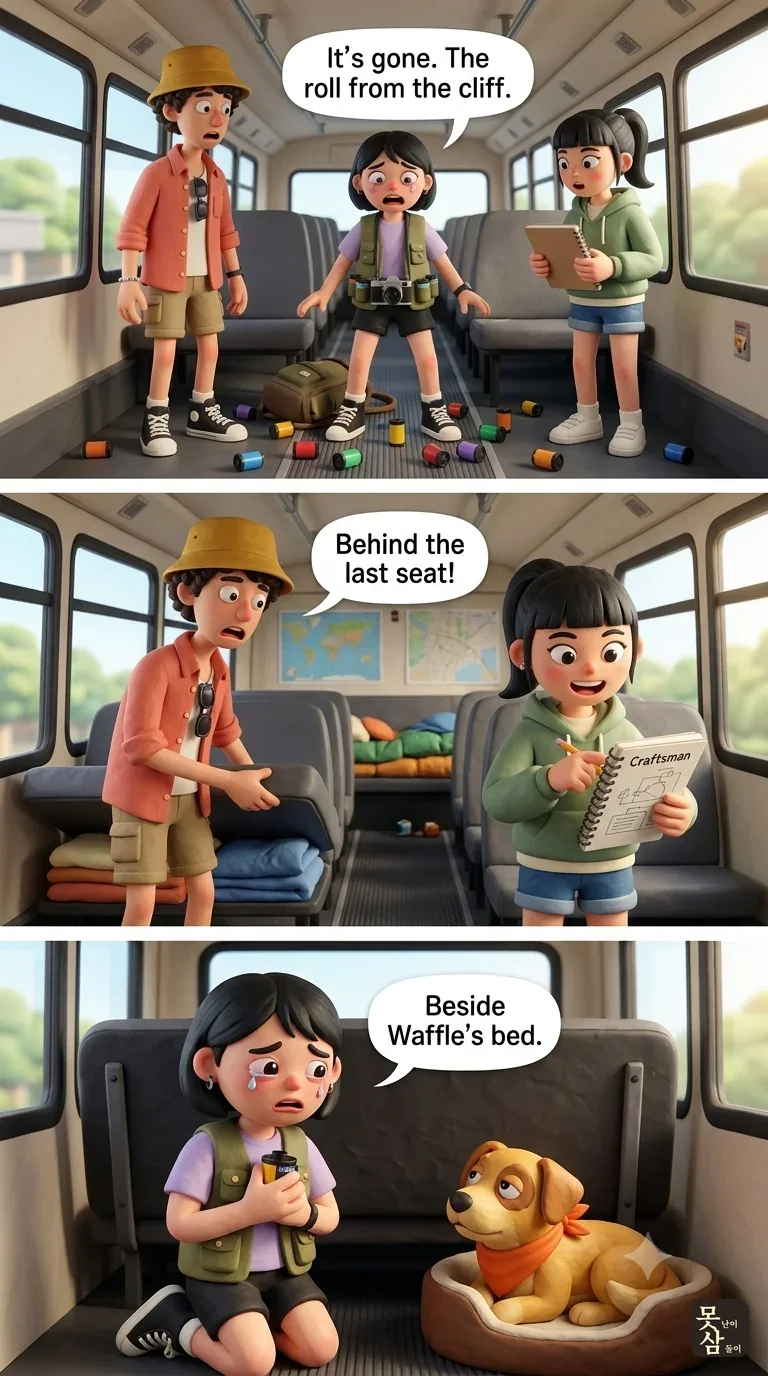 It's gone. The
roll from the cliff.
Behind the
last seat!
Craftsman
Beside
Waffle's bed.
못난이
삼돌이